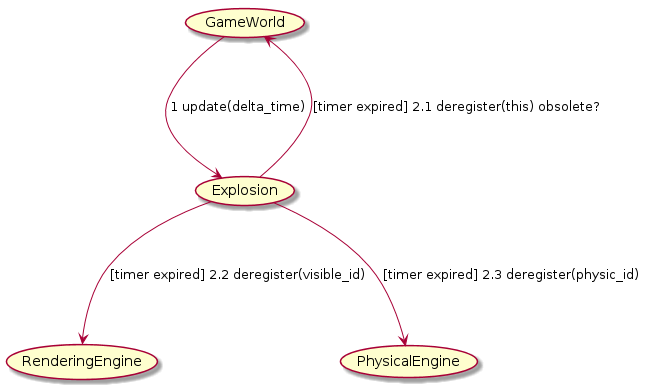 GameWorld
1 update(delta_time)
[timer expired] 2.1 deregister(this) obsolete?
Explosion
[timer expired] 2.2 deregister(visible_id)
[timer expired] 2.3 deregister(physic_id)
RenderingEngine
PhysicalEngine